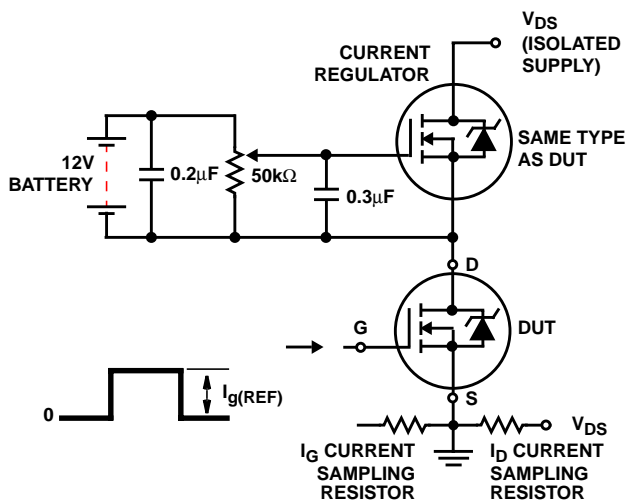 V_DS
(ISOLATED
SUPPLY)
CURRENT
REGULATOR
SAME TYPE
AS DUT
12V
BATTERY
0.2µF
50kΩ
0.3µF
D
DUT
G
S
I_g(REF)
0
V_DS
I_G CURRENT
SAMPLING
RESISTOR
I_D CURRENT
SAMPLING
RESISTOR